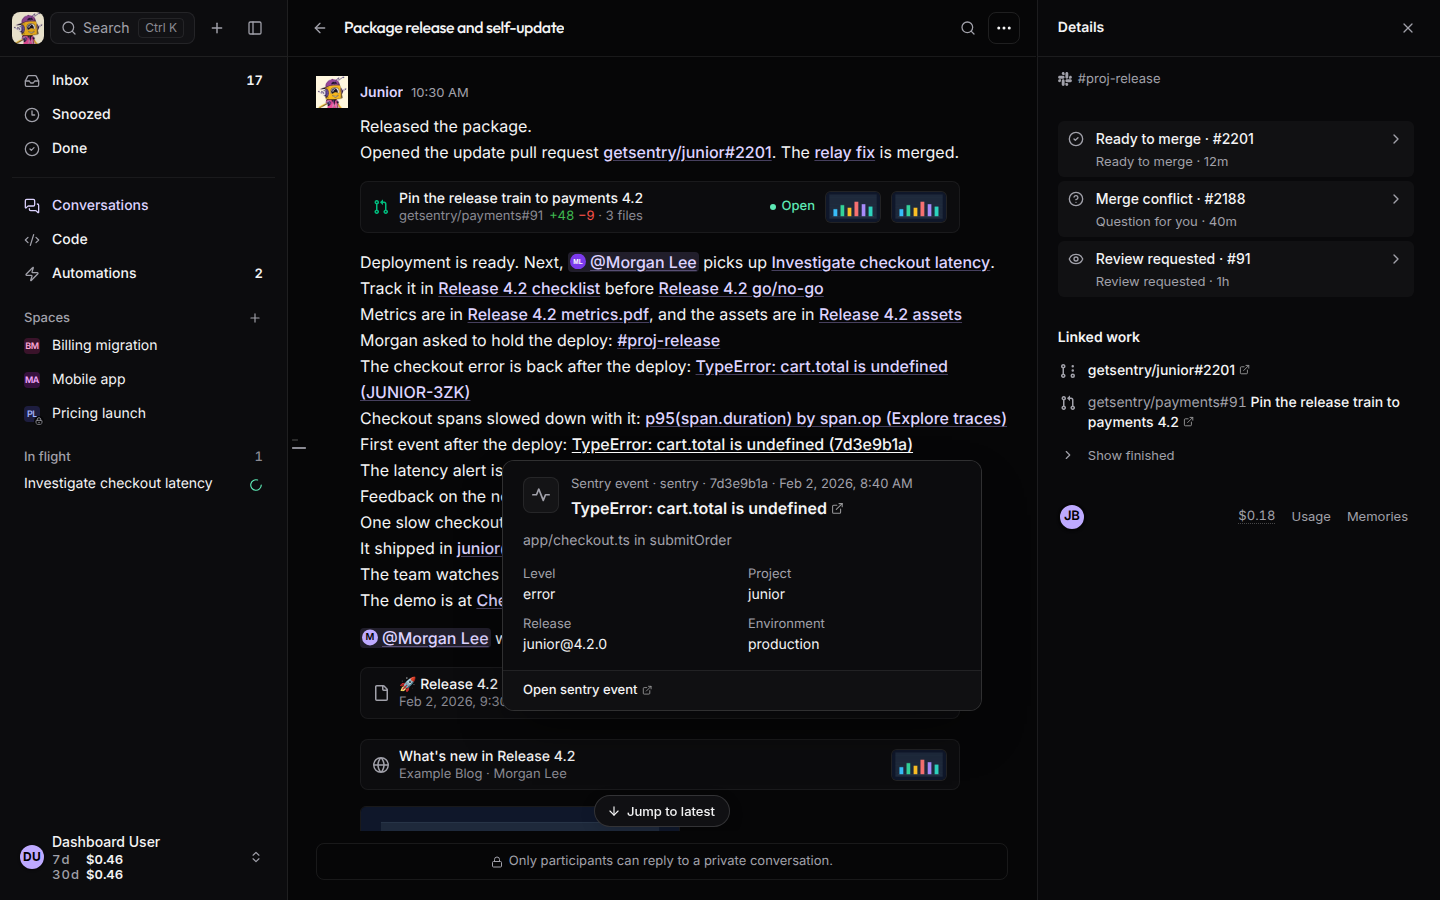 Search Ctrl K
Inbox 17
Snoozed
Done
Conversations
Code
Automations 2
Spaces
BM Billing migration
MA Mobile app
PL Pricing launch
In flight 1
Investigate checkout latency
DU Dashboard User
7d $0.46
30d $0.46
Package release and self-update
Junior 10:30 AM
Released the package.
Opened the update pull request getsentry/junior#2201. The relay fix is merged.
Pin the release train to payments 4.2
getsentry/payments#91 +48 −9 · 3 files
Open
Deployment is ready. Next, ML @Morgan Lee picks up Investigate checkout latency.
Track it in Release 4.2 checklist before Release 4.2 go/no-go
Metrics are in Release 4.2 metrics.pdf, and the assets are in Release 4.2 assets
Morgan asked to hold the deploy: #proj-release
The checkout error is back after the deploy: TypeError: cart.total is undefined
(JUNIOR-3ZK)
Checkout spans slowed down with it: p95(span.duration) by span.op (Explore traces)
First event after the deploy: TypeError: cart.total is undefined (7d3e9b1a)
The latency alert is
Feedback on the
One slow checkout
It shipped in junior
The team watches
The demo is at
M @Morgan Lee
Sentry event · sentry · 7d3e9b1a · Feb 2, 2026, 8:40 AM
TypeError: cart.total is undefined
app/checkout.ts in submitOrder
Level
error
Project
junior
Release
junior@4.2.0
Environment
production
Open sentry event
🚀 Release 4.2
Feb 2, 2026, 9:30
What's new in Release 4.2
Example Blog · Morgan Lee
Jump to latest
Only participants can reply to a private conversation.
Details
#proj-release
Ready to merge · #2201
Ready to merge · 12m
Merge conflict · #2188
Question for you · 40m
Review requested · #91
Review requested · 1h
Linked work
getsentry/junior#2201
getsentry/payments#91 Pin the release train to
payments 4.2
Show finished
JB $0.18 Usage Memories